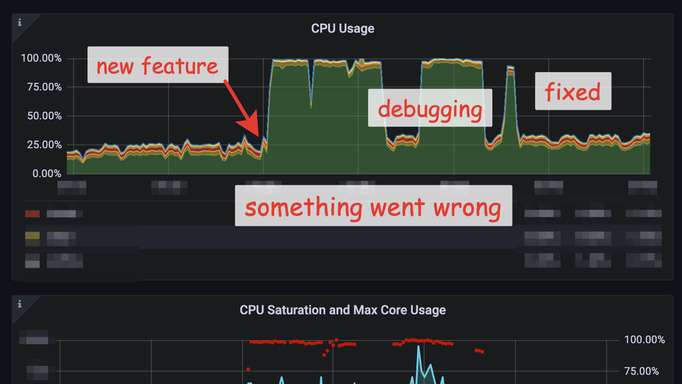 i
CPU Usage
100.00%
new feature
75.00%
fixed
debugging
50.00%
25.00%
0.00%
something went wrong
i
CPU Saturation and Max Core Usage
100.00%
75.00%